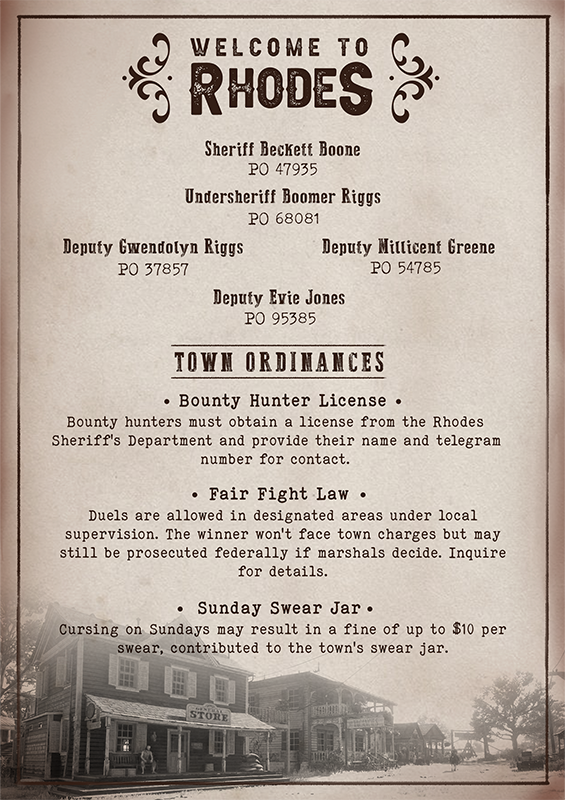 WELCOME TO
RHODES
Sheriff Beckett Boone
PO 47935
Undersheriff Boomer Riggs
PO 68081
Deputy Gwendolyn Riggs
PO 37857
Deputy Millicent Greene
PO 54785
Deputy Evie Jones
PO 95385
TOWN ORDINANCES
• Bounty Hunter License •
Bounty hunters must obtain a license from the Rhodes
Sheriff's Department and provide their name and telegram
number for contact.
• Fair Fight Law •
Duels are allowed in designated areas under local
supervision. The winner won't face town charges but may
still be prosecuted federally if marshals decide. Inquire
for details.
• Sunday Swear Jar •
Cursing on Sundays may result in a fine of up to $10 per
swear, contributed to the town's swear jar.
STORE